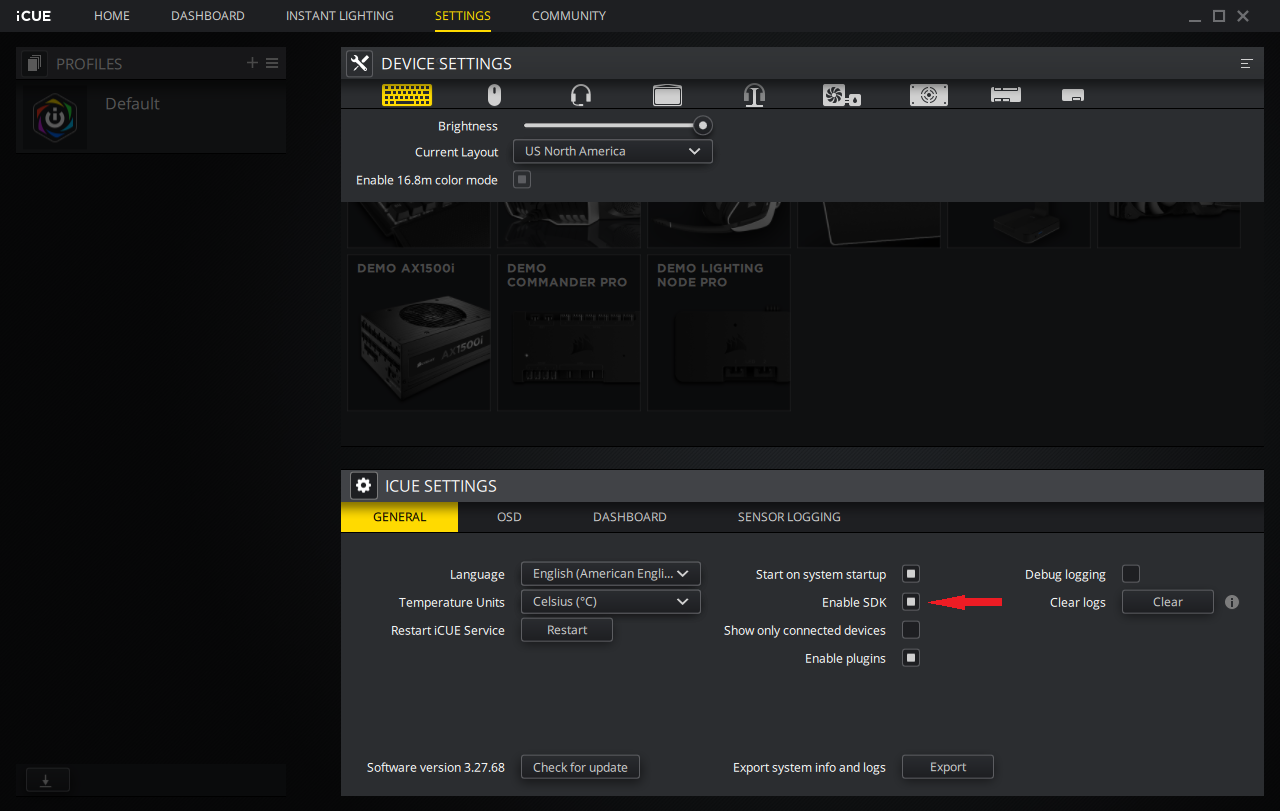 iCUE HOME DASHBOARD INSTANT LIGHTING SETTINGS COMMUNITY
PROFILES
Default
DEVICE SETTINGS
Brightness
Current Layout US North America
Enable 16.8m color mode
DEMO AX1500i DEMO COMMANDER PRO DEMO LIGHTING NODE PRO
AX1500i
ICUE SETTINGS
GENERAL OSD DASHBOARD SENSOR LOGGING
Language English (American Engli... Start on system startup Debug logging
Temperature Units Celsius (°C) Enable SDK Clear logs Clear
Restart iCUE Service Restart Show only connected devices
Enable plugins
Software version 3.27.68 Check for update Export system info and logs Export